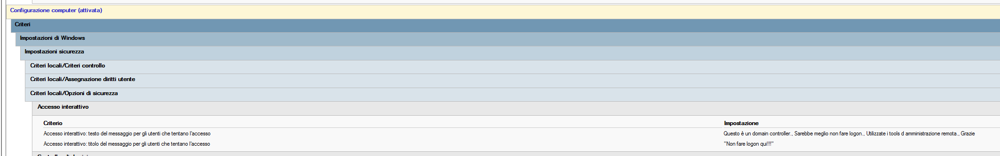 Configurazione computer (attivata)
Criteri
Impostazioni di Windows
Impostazioni sicurezza
Criteri locali/Criteri controllo
Criteri locali/Assegnazione diritti utente
Criteri locali/Opzioni di sicurezza
Accesso interattivo
Criterio Impostazione
Accesso interattivo: testo del messaggio per gli utenti che tentano l'accesso Questo è un domain controller., Sarebbe meglio non fare logon., Utilizzate i tools d amministrazione remota., Grazie
Accesso interattivo: titolo del messaggio per gli utenti che tentano l'accesso "Non fare logon qui!!!"